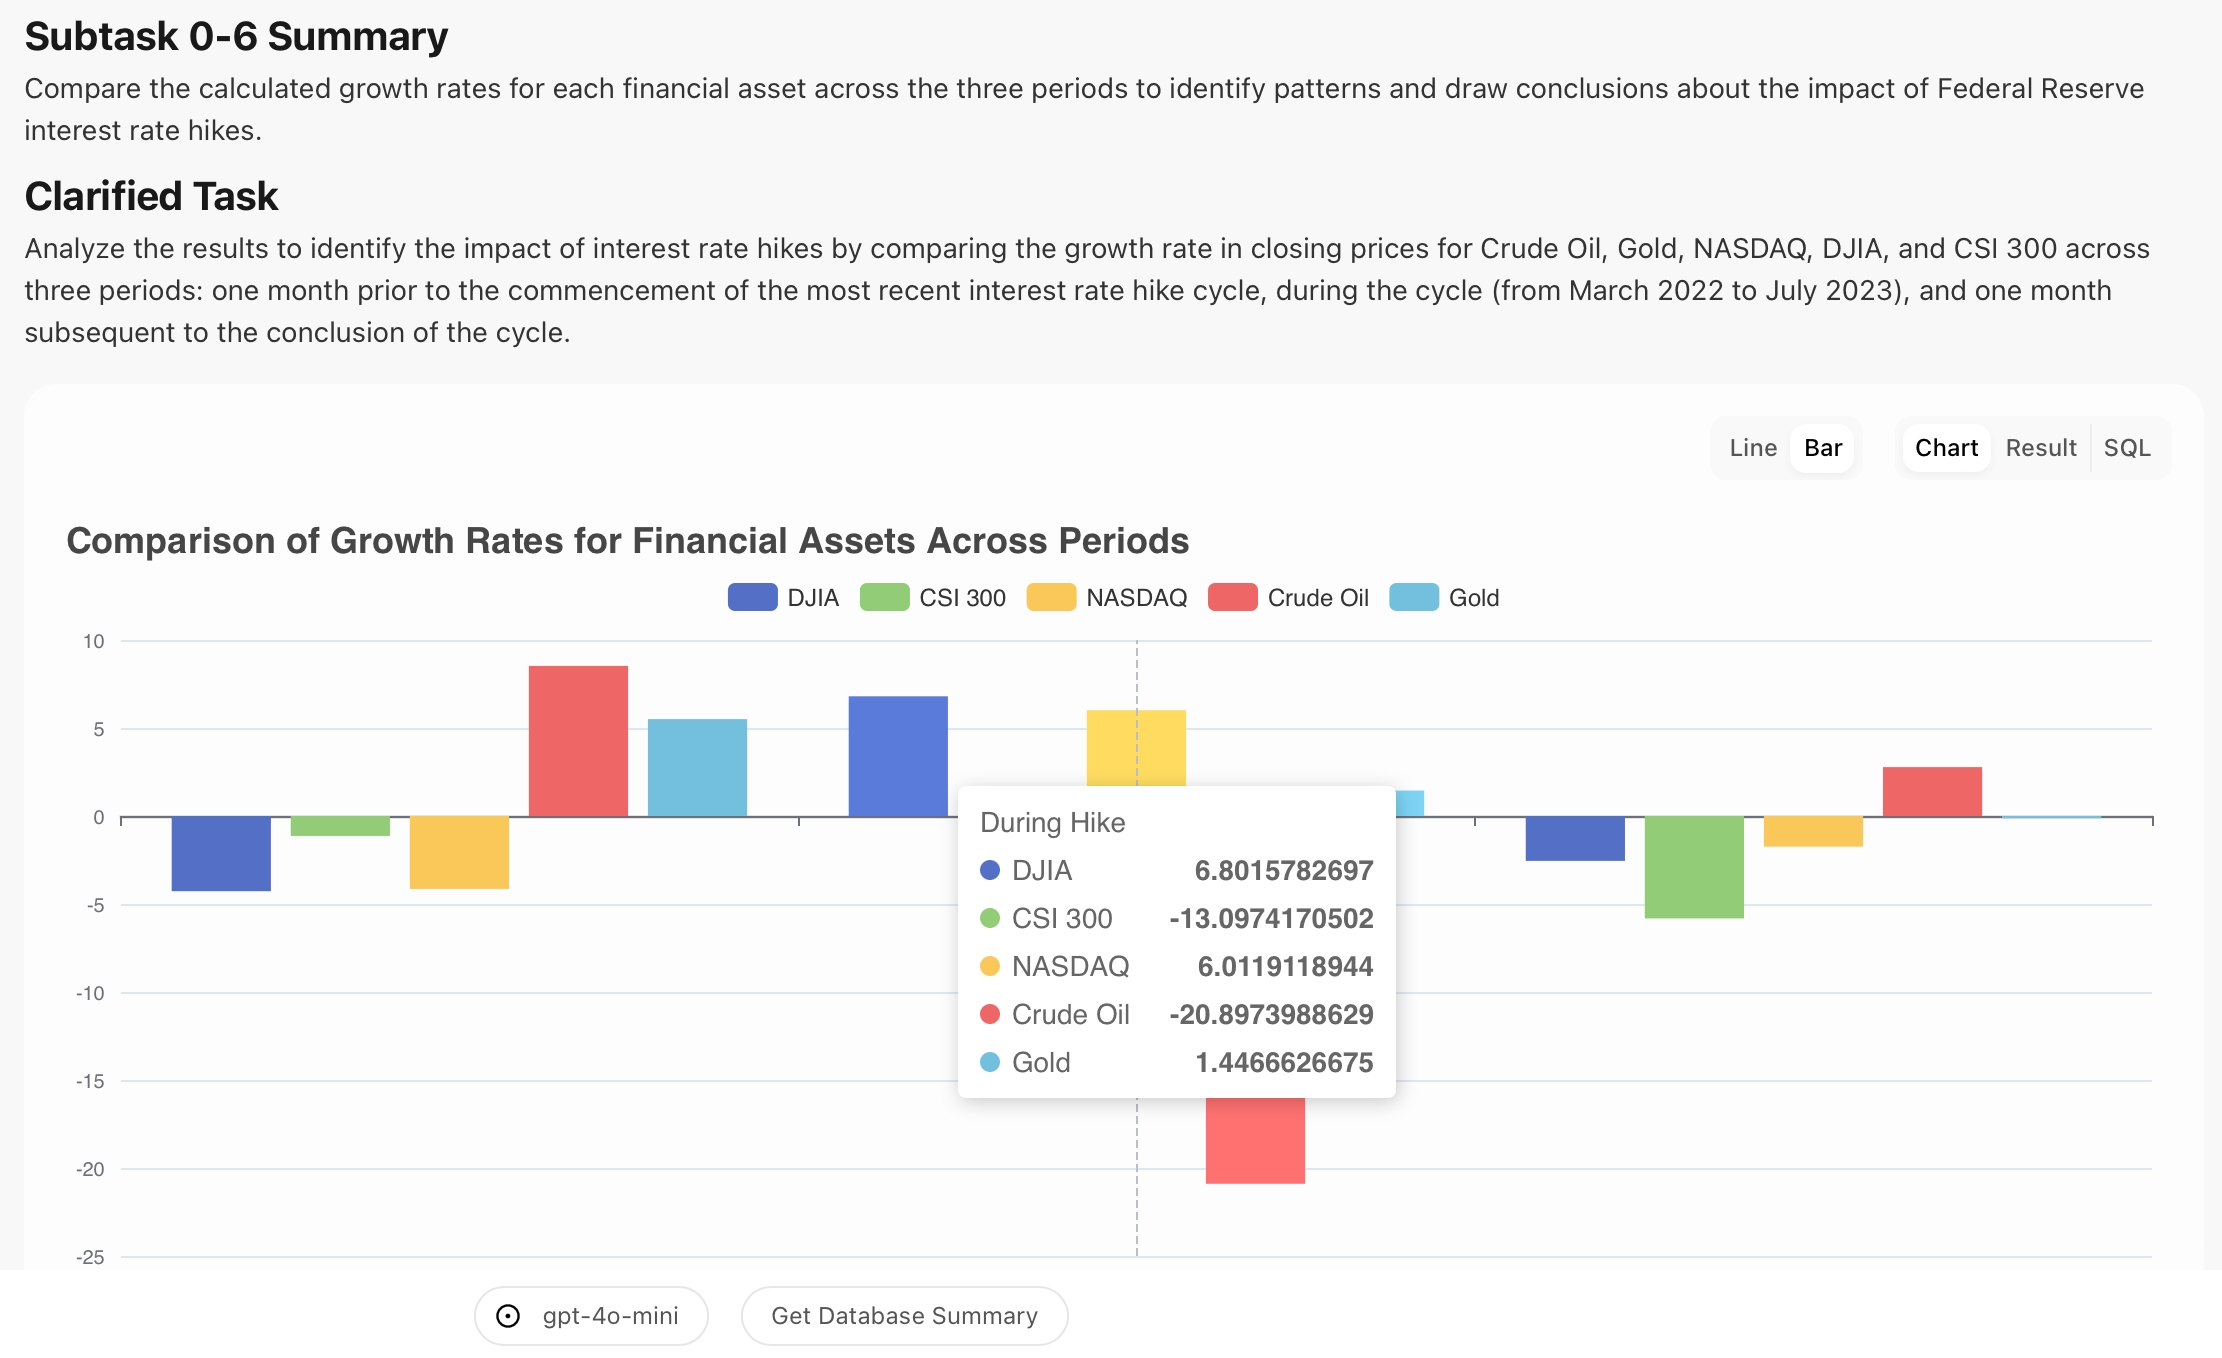 Subtask 0-6 Summary
Compare the calculated growth rates for each financial asset across the three periods to identify patterns and draw conclusions about the impact of Federal Reserve
interest rate hikes.
Clarified Task
Analyze the results to identify the impact of interest rate hikes by comparing the growth rate in closing prices for Crude Oil, Gold, NASDAQ, DJIA, and CSI 300 across
three periods: one month prior to the commencement of the most recent interest rate hike cycle, during the cycle (from March 2022 to July 2023), and one month
subsequent to the conclusion of the cycle.
Line Bar Chart Result SQL
Comparison of Growth Rates for Financial Assets Across Periods
DJIA CSI 300 NASDAQ Crude Oil Gold
10
5
0
-5
-10
-15
-20
-25
During Hike
DJIA 6.8015782697
CSI 300 -13.0974170502
NASDAQ 6.0119118944
Crude Oil -20.8973988629
Gold 1.4466626675
gpt-4o-mini Get Database Summary